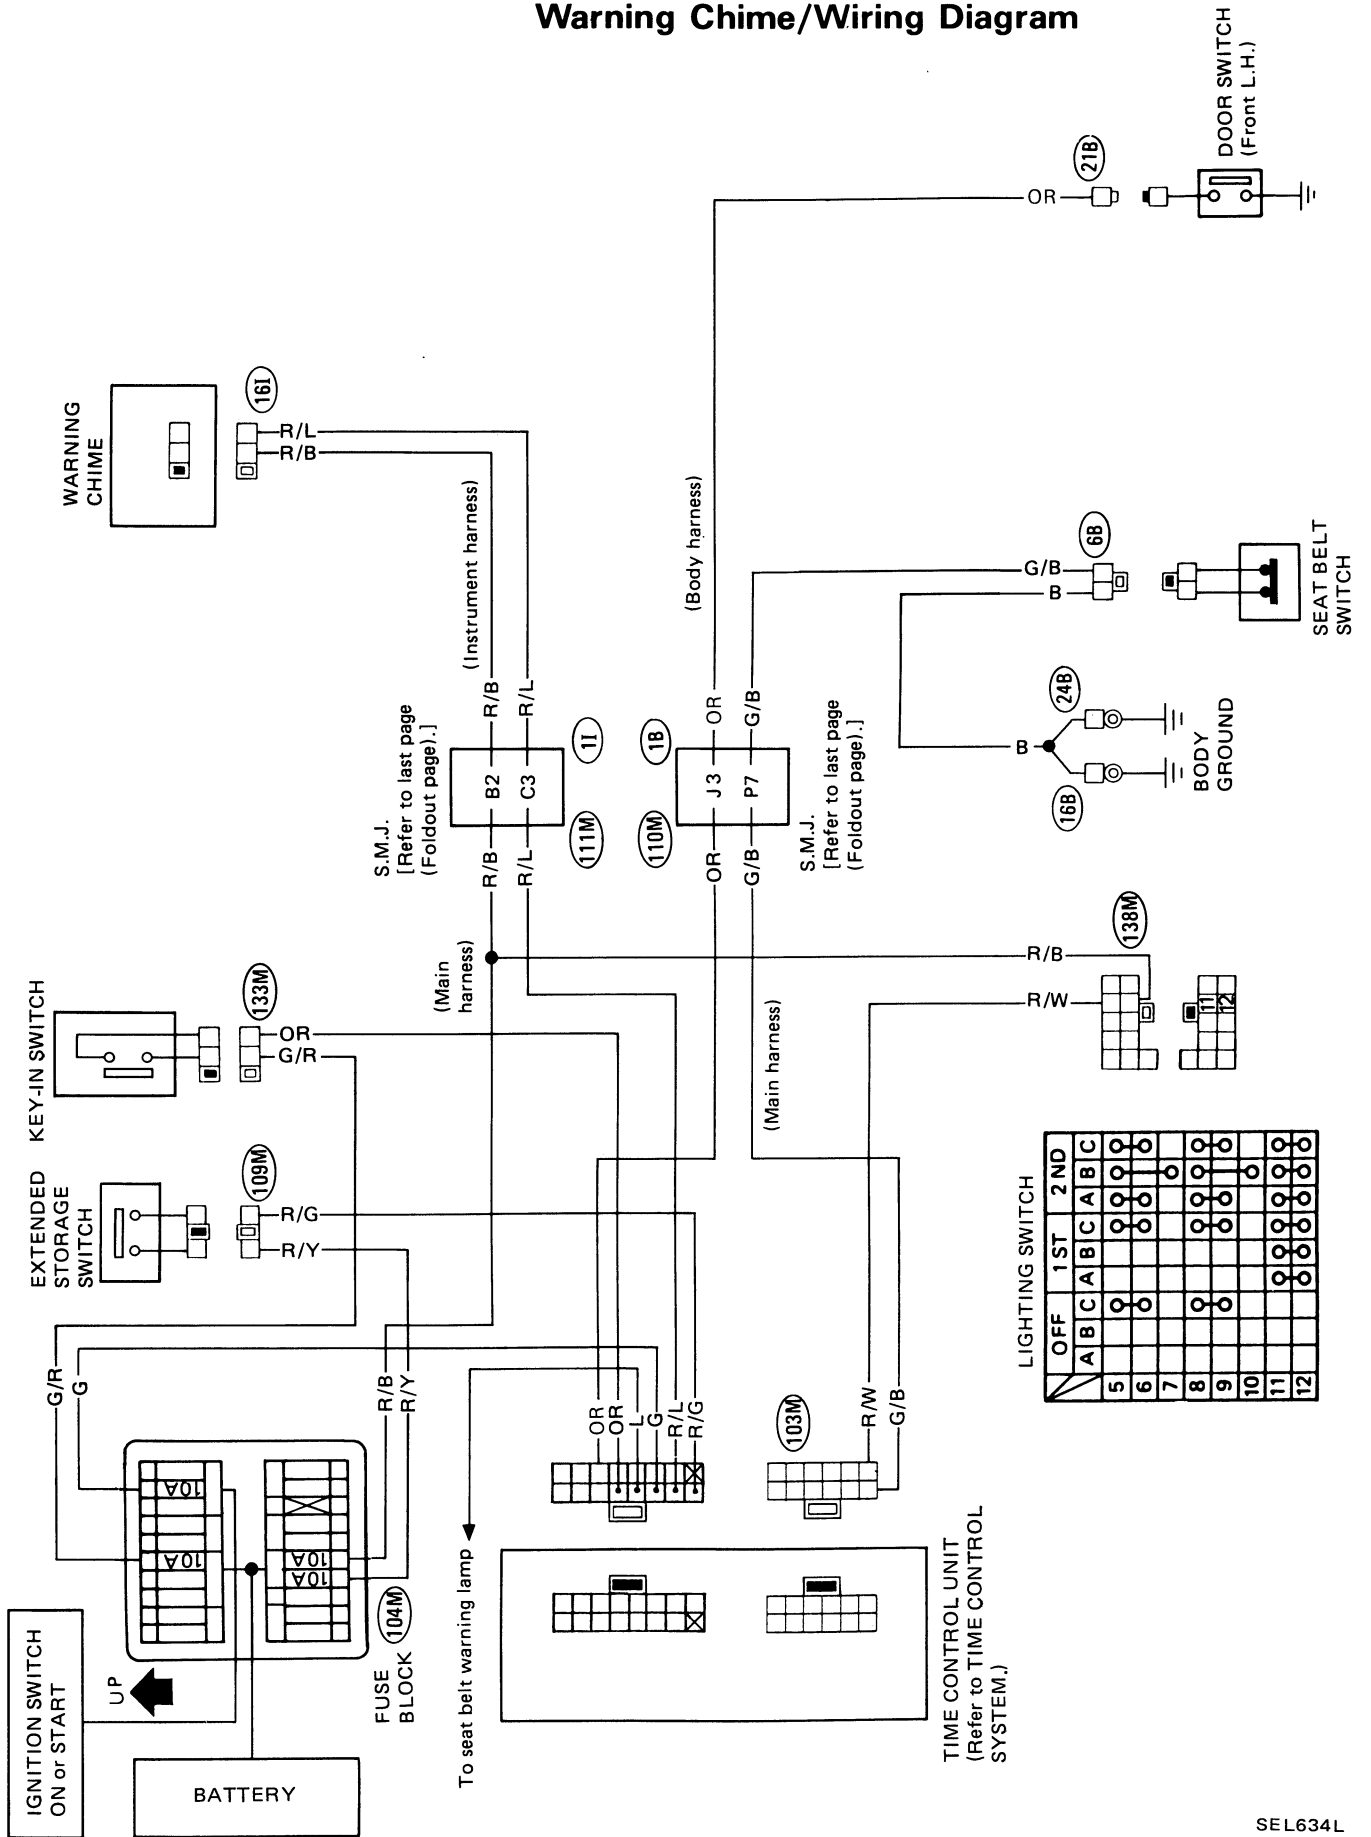 Warning Chime/Wiring Diagram
DOOR SWITCH
(Front L.H.)
21B
OR
WARNING
CHIME
16I
R/L
R/B
(Instrument harness)
(Body harness)
6B
G/B
B
SEAT BELT
SWITCH
R/B
R/L
OR
G/B
S.M.J.
[Refer to last page
(Foldout page).]
1I
B2
C3
111M
R/B
R/L
1B
J3
P7
110M
OR
G/B
S.M.J.
[Refer to last page
(Foldout page).]
24B
B
16B
BODY
GROUND
KEY-IN SWITCH
133M
OR
G/R
(Main
harness)
(Main harness)
138M
R/B
R/W
11
12
EXTENDED
STORAGE
SWITCH
109M
R/G
R/Y
G/R
G
R/B
R/Y
OR
OR
L
G
R/L
R/G
R/W
G/B
103M
LIGHTING SWITCH
OFF 1ST 2ND
A B C A B C A B C
5
6
7
8
9
10
11
12
10A
10A
10A
10A
104M
FUSE
BLOCK
UP
IGNITION SWITCH
ON or START
BATTERY
To seat belt warning lamp
TIME CONTROL UNIT
(Refer to TIME CONTROL
SYSTEM.)
SEL634L